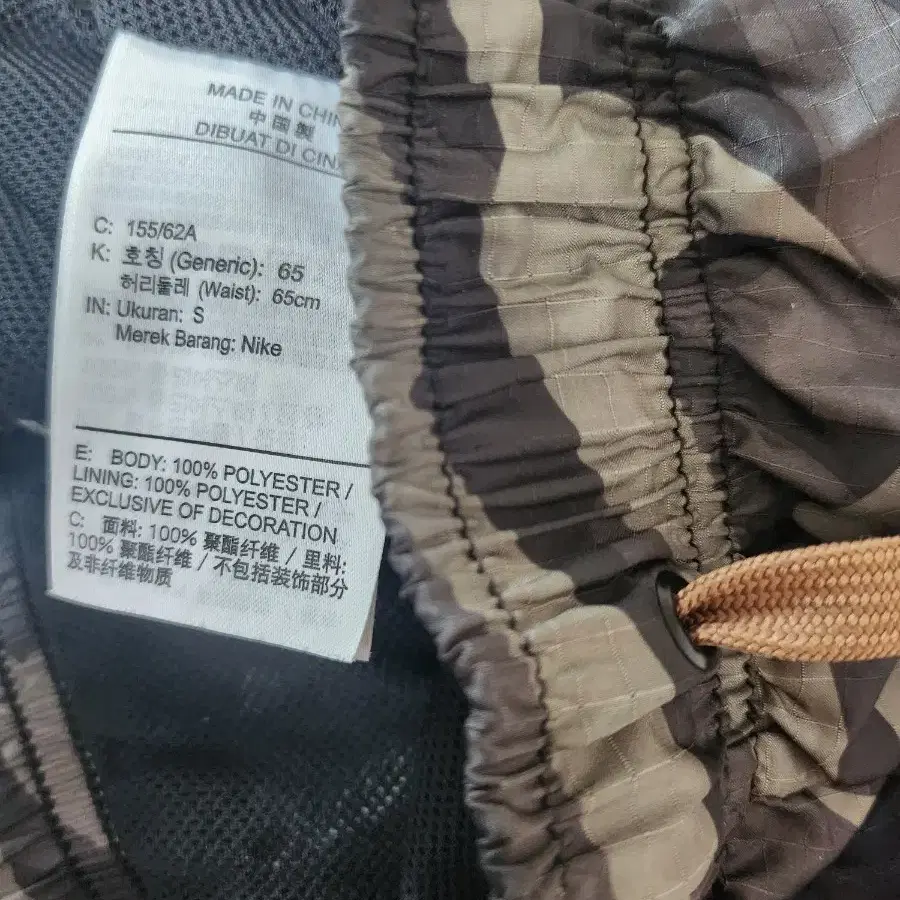 MADE IN CHIN
中國製
DIBUAT DI CIN
C: 155/62A
K: 호칭 (Generic): 65
허리둘레 (Waist): 65cm
IN: Ukuran: S
Merek Barang: Nike
E: BODY: 100% POLYESTER /
LINING: 100% POLYESTER /
EXCLUSIVE OF DECORATION
C: 面料: 100% 聚酯纤维 / 里料:
100% 聚酯纤维 / 不包括装饰部分
及非纤维物质